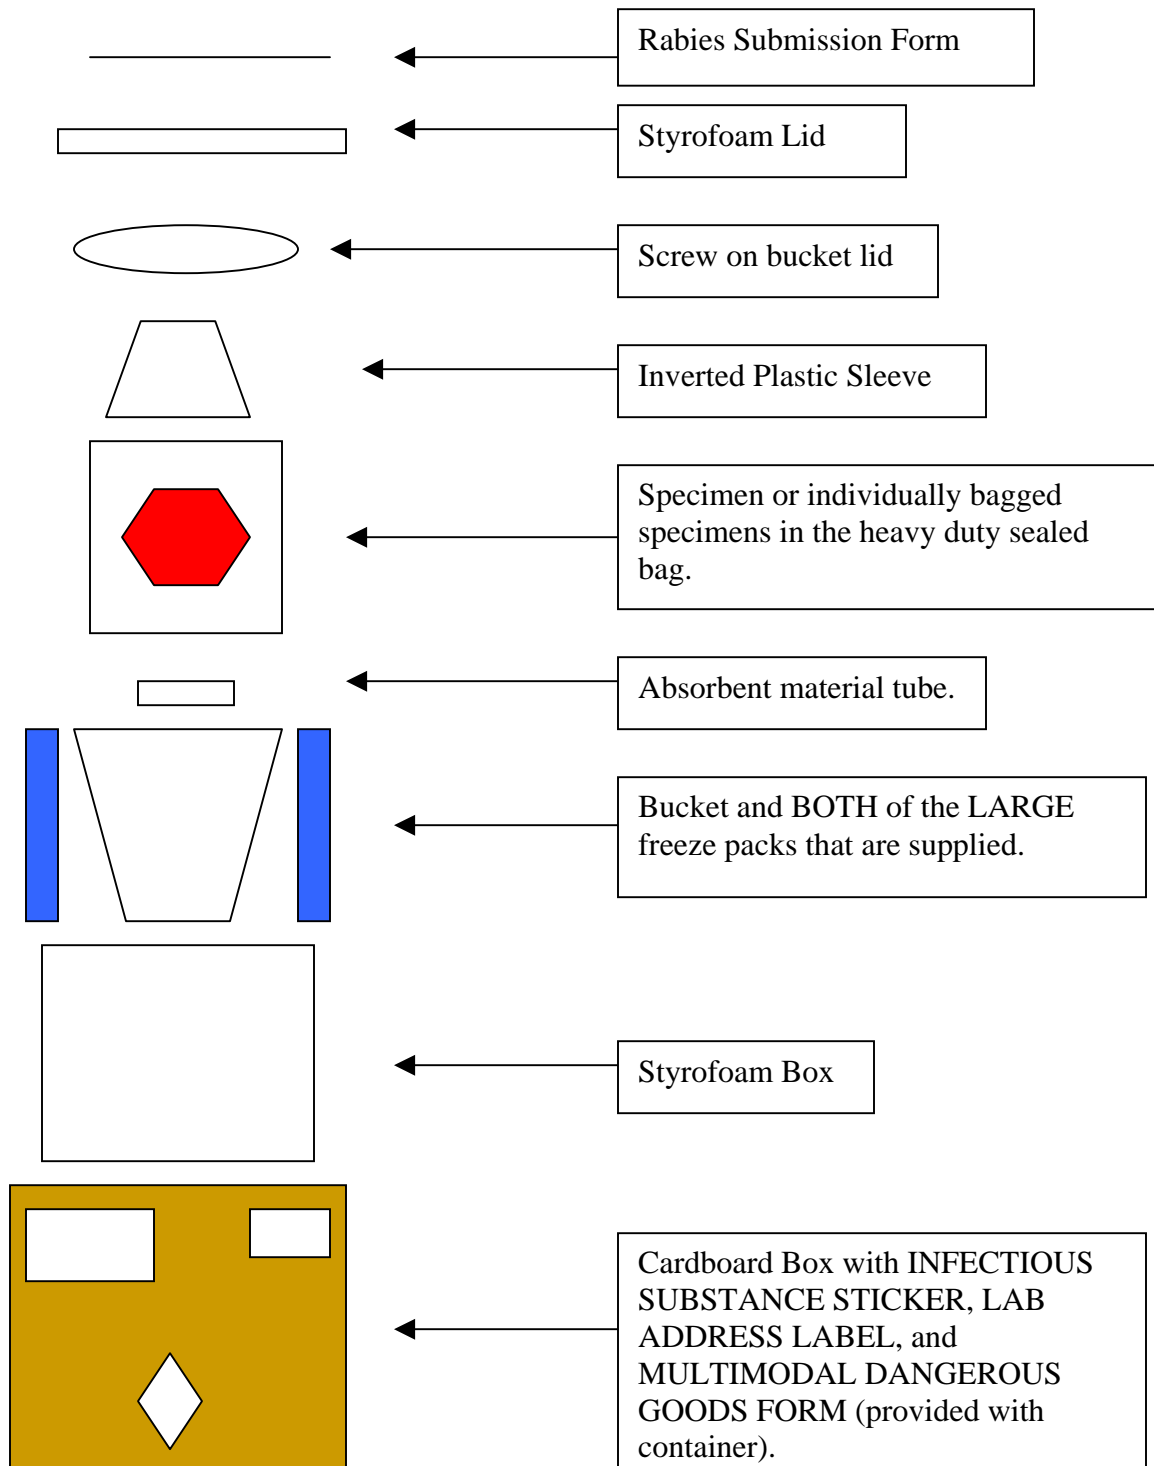 Rabies Submission Form
Styrofoam Lid
Screw on bucket lid
Inverted Plastic Sleeve
Specimen or individually bagged
specimens in the heavy duty sealed
bag.
Absorbent material tube.
Bucket and BOTH of the LARGE
freeze packs that are supplied.
Styrofoam Box
Cardboard Box with INFECTIOUS
SUBSTANCE STICKER, LAB
ADDRESS LABEL, and
MULTIMODAL DANGEROUS
GOODS FORM (provided with
container).